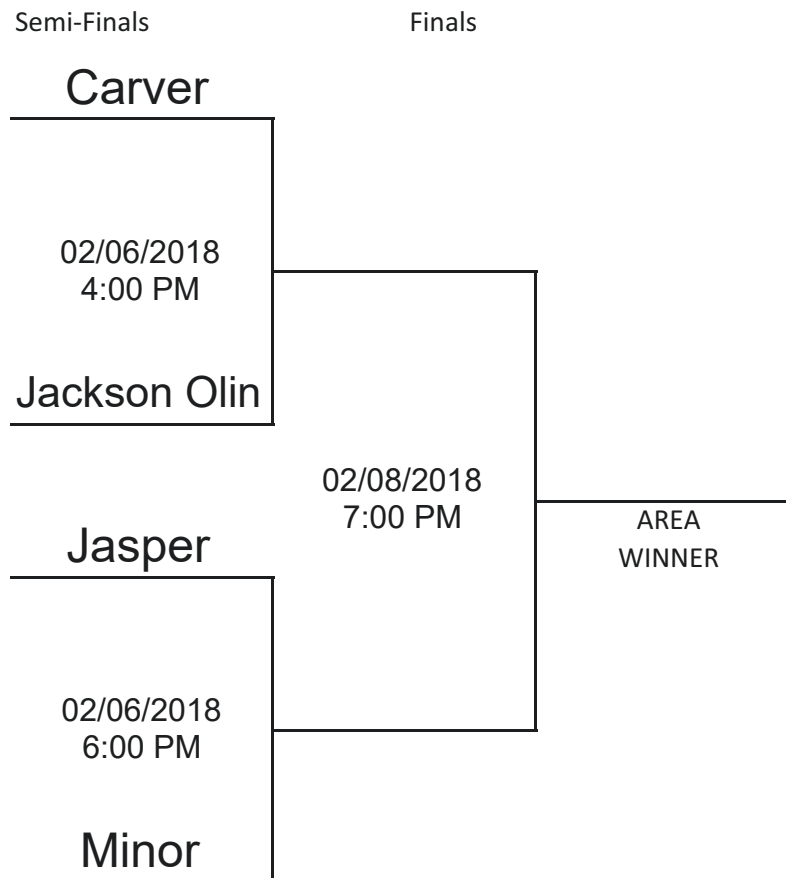 Semi-Finals
Finals
Carver
02/06/2018
4:00 PM
Jackson Olin
02/08/2018
7:00 PM
AREA
WINNER
Jasper
02/06/2018
6:00 PM
Minor